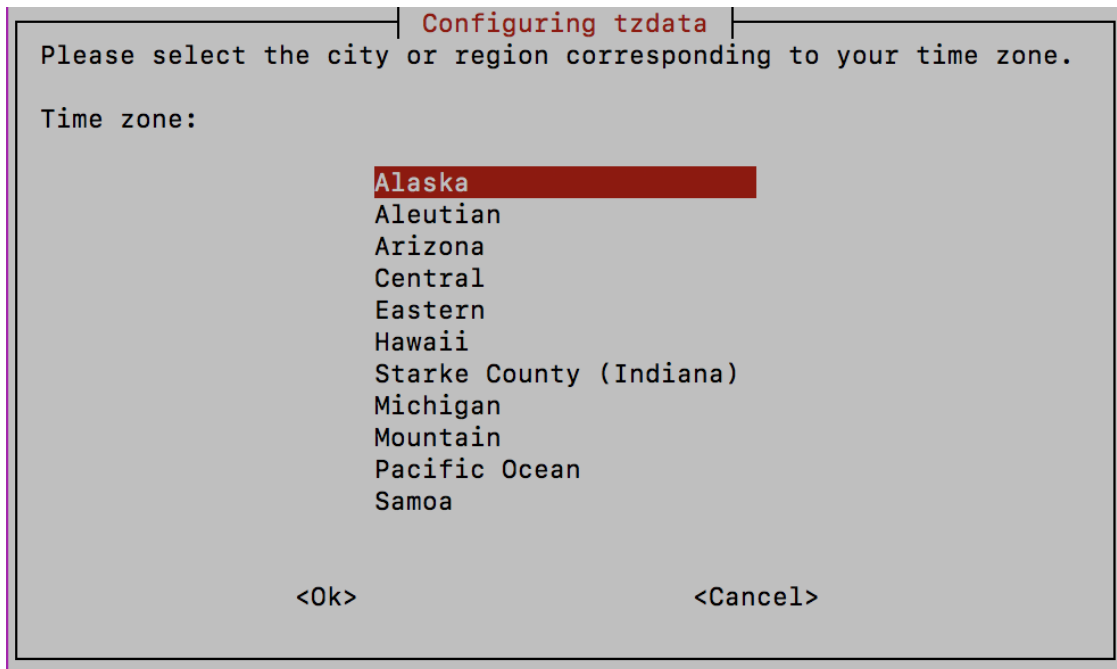 Configuring tzdata
Please select the city or region corresponding to your time zone.
Time zone:
Alaska
Aleutian
Arizona
Central
Eastern
Hawaii
Starke County (Indiana)
Michigan
Mountain
Pacific Ocean
Samoa
<Ok> <Cancel>